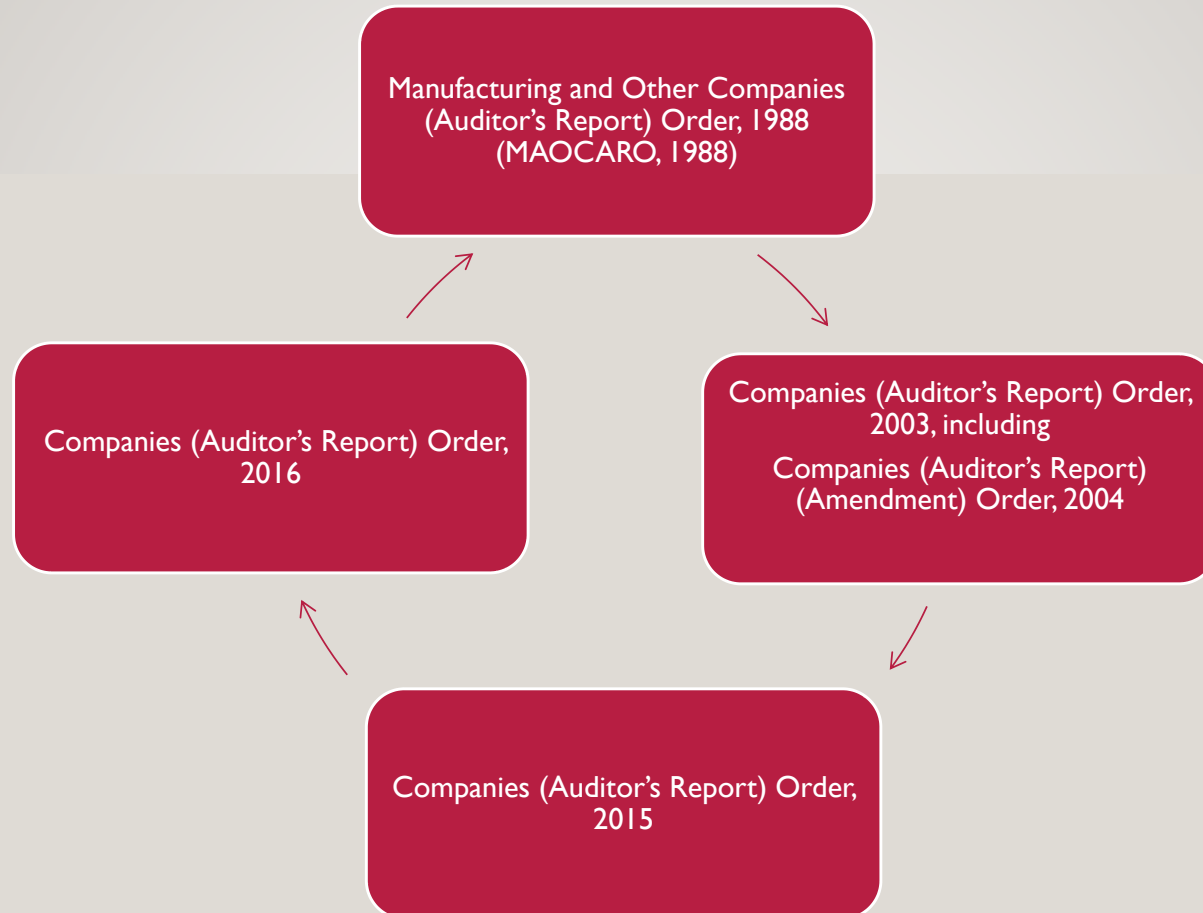 Manufacturing and Other Companies
(Auditor’s Report) Order, 1988
(MAOCARO, 1988)
Companies (Auditor’s Report) Order,
2003, including
Companies (Auditor’s Report)
(Amendment) Order, 2004
Companies (Auditor’s Report) Order,
2015
Companies (Auditor’s Report) Order,
2016